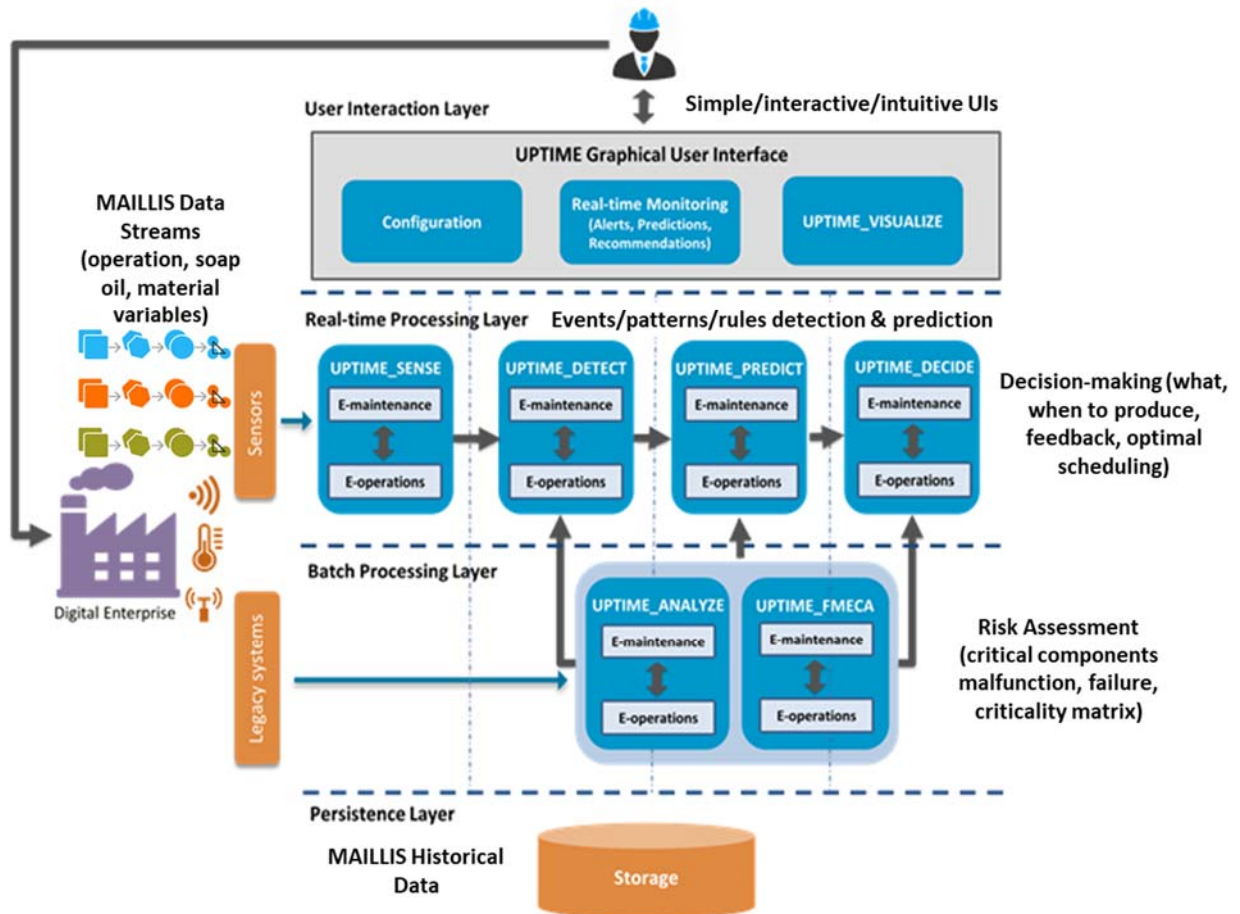 User Interaction Layer
Simple/interactive/intuitive UIs
UPTIME Graphical User Interface
Configuration
Real-time Monitoring
(Alerts, Predictions,
Recommendations)
UPTIME_VISUALIZE
MAILLIS Data
Streams
(operation, soap
oil, material
variables)
Sensors
Digital Enterprise
Legacy systems
Real-time Processing Layer
Events/patterns/rules detection & prediction
UPTIME_SENSE
E-maintenance
E-operations
UPTIME_DETECT
E-maintenance
E-operations
UPTIME_PREDICT
E-maintenance
E-operations
UPTIME_DECIDE
E-maintenance
E-operations
Decision-making (what,
when to produce,
feedback, optimal
scheduling)
Batch Processing Layer
UPTIME_ANALYZE
E-maintenance
E-operations
UPTIME_FMECA
E-maintenance
E-operations
Risk Assessment
(critical components
malfunction, failure,
criticality matrix)
Persistence Layer
MAILLIS Historical
Data
Storage